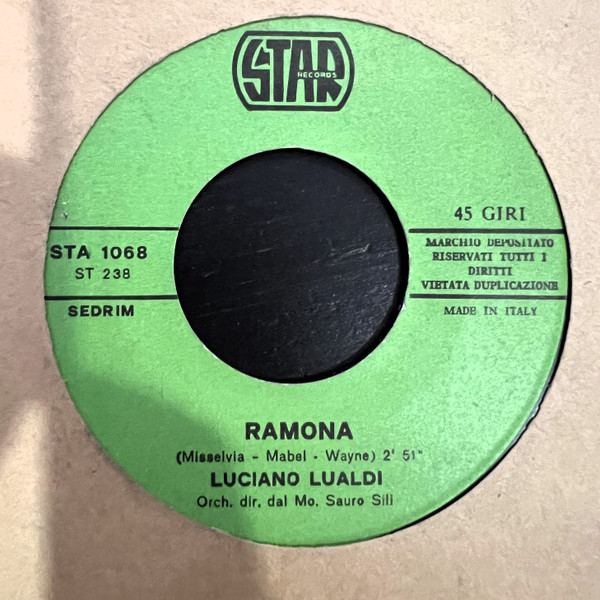 STAR
RECORDS
45 GIRI
STA 1068
ST 238
SEDRIM
MARCHIO DEPOSITATO
RISERVATI TUTTI I
DIRITTI
VIETATA DUPLICAZIONE
MADE IN ITALY
RAMONA
(Misselvia - Mabel - Wayne) 2' 51"
LUCIANO LUALDI
Orch. dir. dal Mo. Sauro Sili